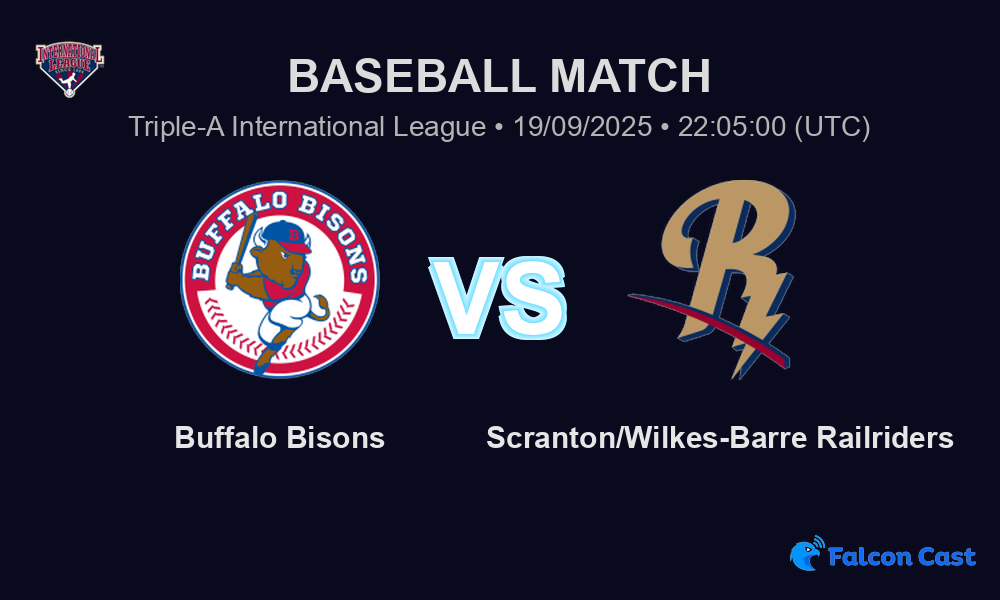 INTERNATIONAL
LEAGUE
BASEBALL MATCH
Triple-A International League • 19/09/2025 • 22:05:00 (UTC)
BUFFALO BISONS
B
VS
R
Buffalo Bisons
Scranton/Wilkes-Barre Railriders
Falcon Cast